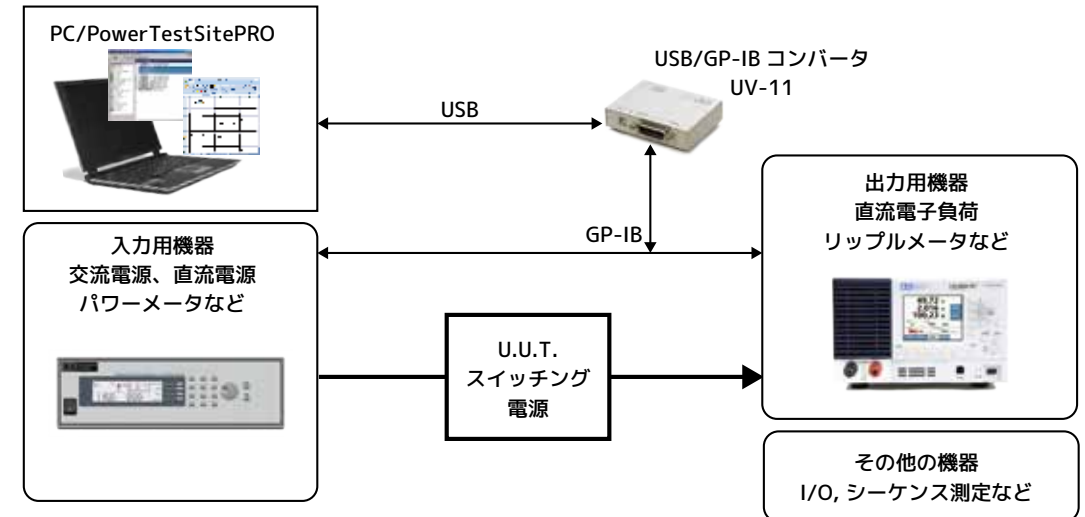 PC/PowerTestSitePRO
USB/GP-IB コンバータ
UV-11
USB
GP-IB
入力用機器
交流電源、直流電源
パワーメータなど
U.U.T.
スイッチング
電源
出力用機器
直流電子負荷
リップルメータなど
その他の機器
I/O, シーケンス測定など